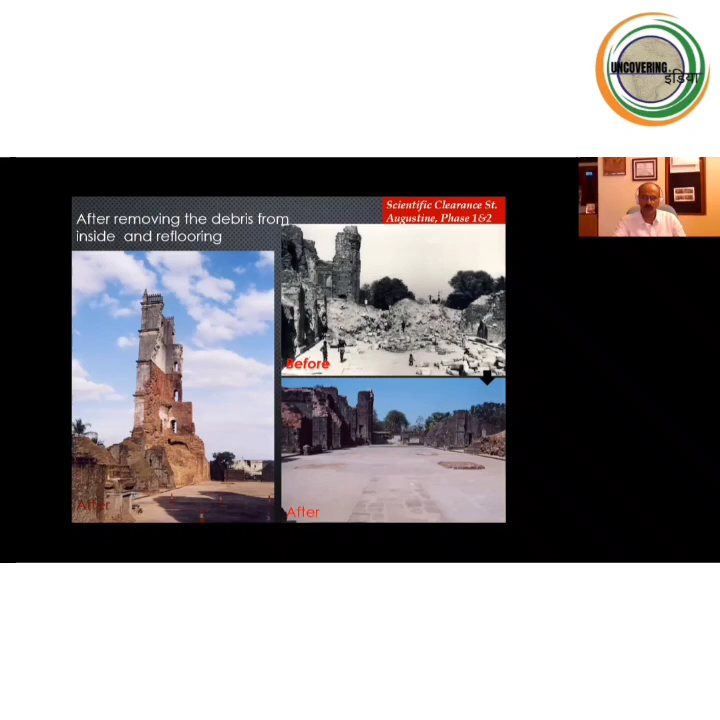 UNCOVERING
इंडिया
After removing the debris from
inside and reflooring
Scientific Clearance St.
Augustine, Phase 1&2
Before
After
After